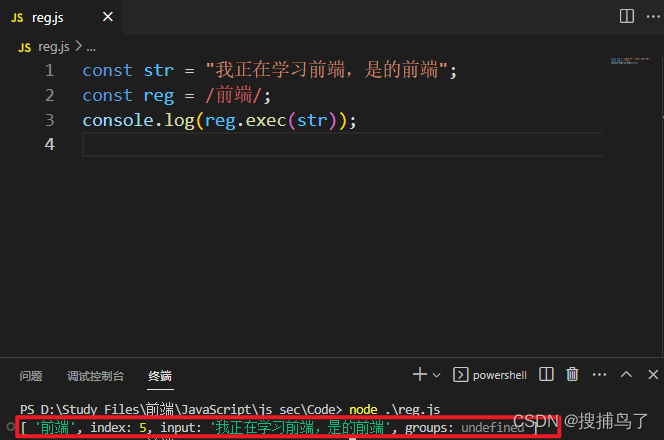 JS reg.js ×
JS reg.js > ...
1 const str = "我正在学习前端，是的前端";
2 const reg = /前端/;
3 console.log(reg.exec(str));
4
问题 调试控制台 终端 powershell
PS D:\Study Files\前端\JavaScript\js sec\Code> node .\reg.js
[ '前端', index: 5, input: '我正在学习前端，是的前端', groups: undefined ]
CSDN @搜捕鸟了